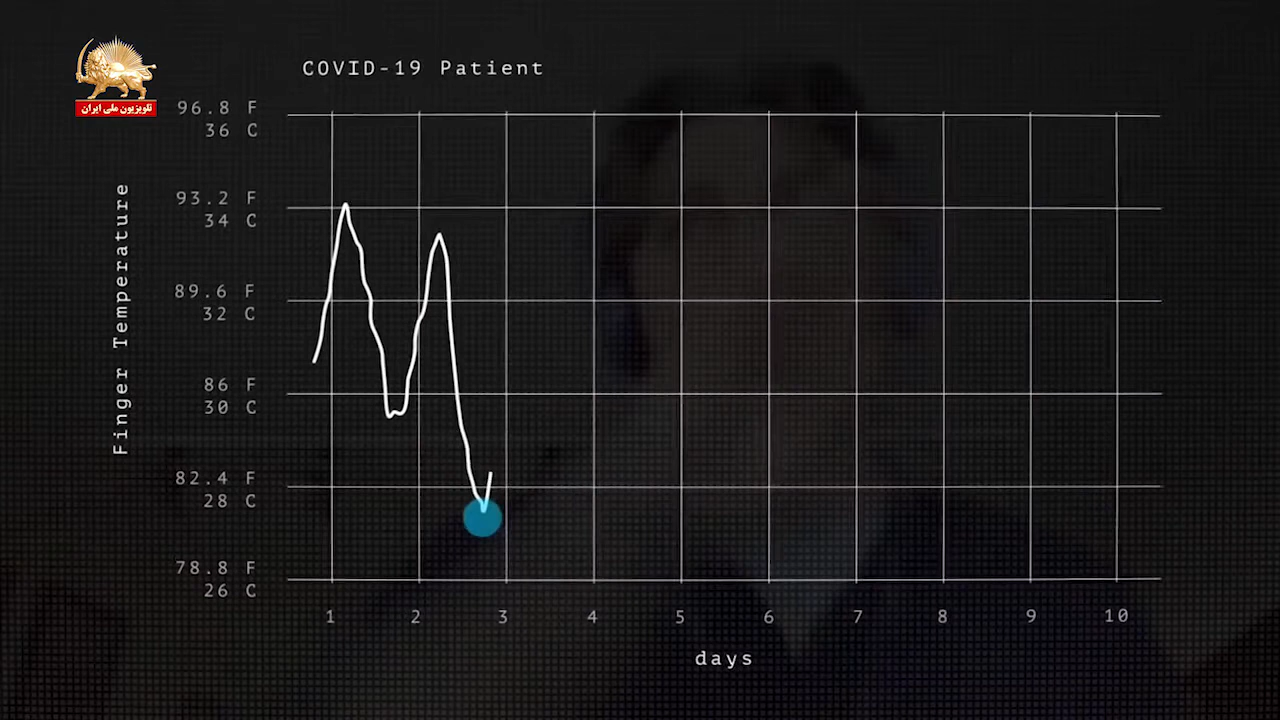 تلویزیون ملی ایران
COVID-19 Patient
96.8 F
36 C
93.2 F
34 C
89.6 F
32 C
86 F
30 C
82.4 F
28 C
78.8 F
26 C
Finger Temperature
1 2 3 4 5 6 7 8 9 10
days